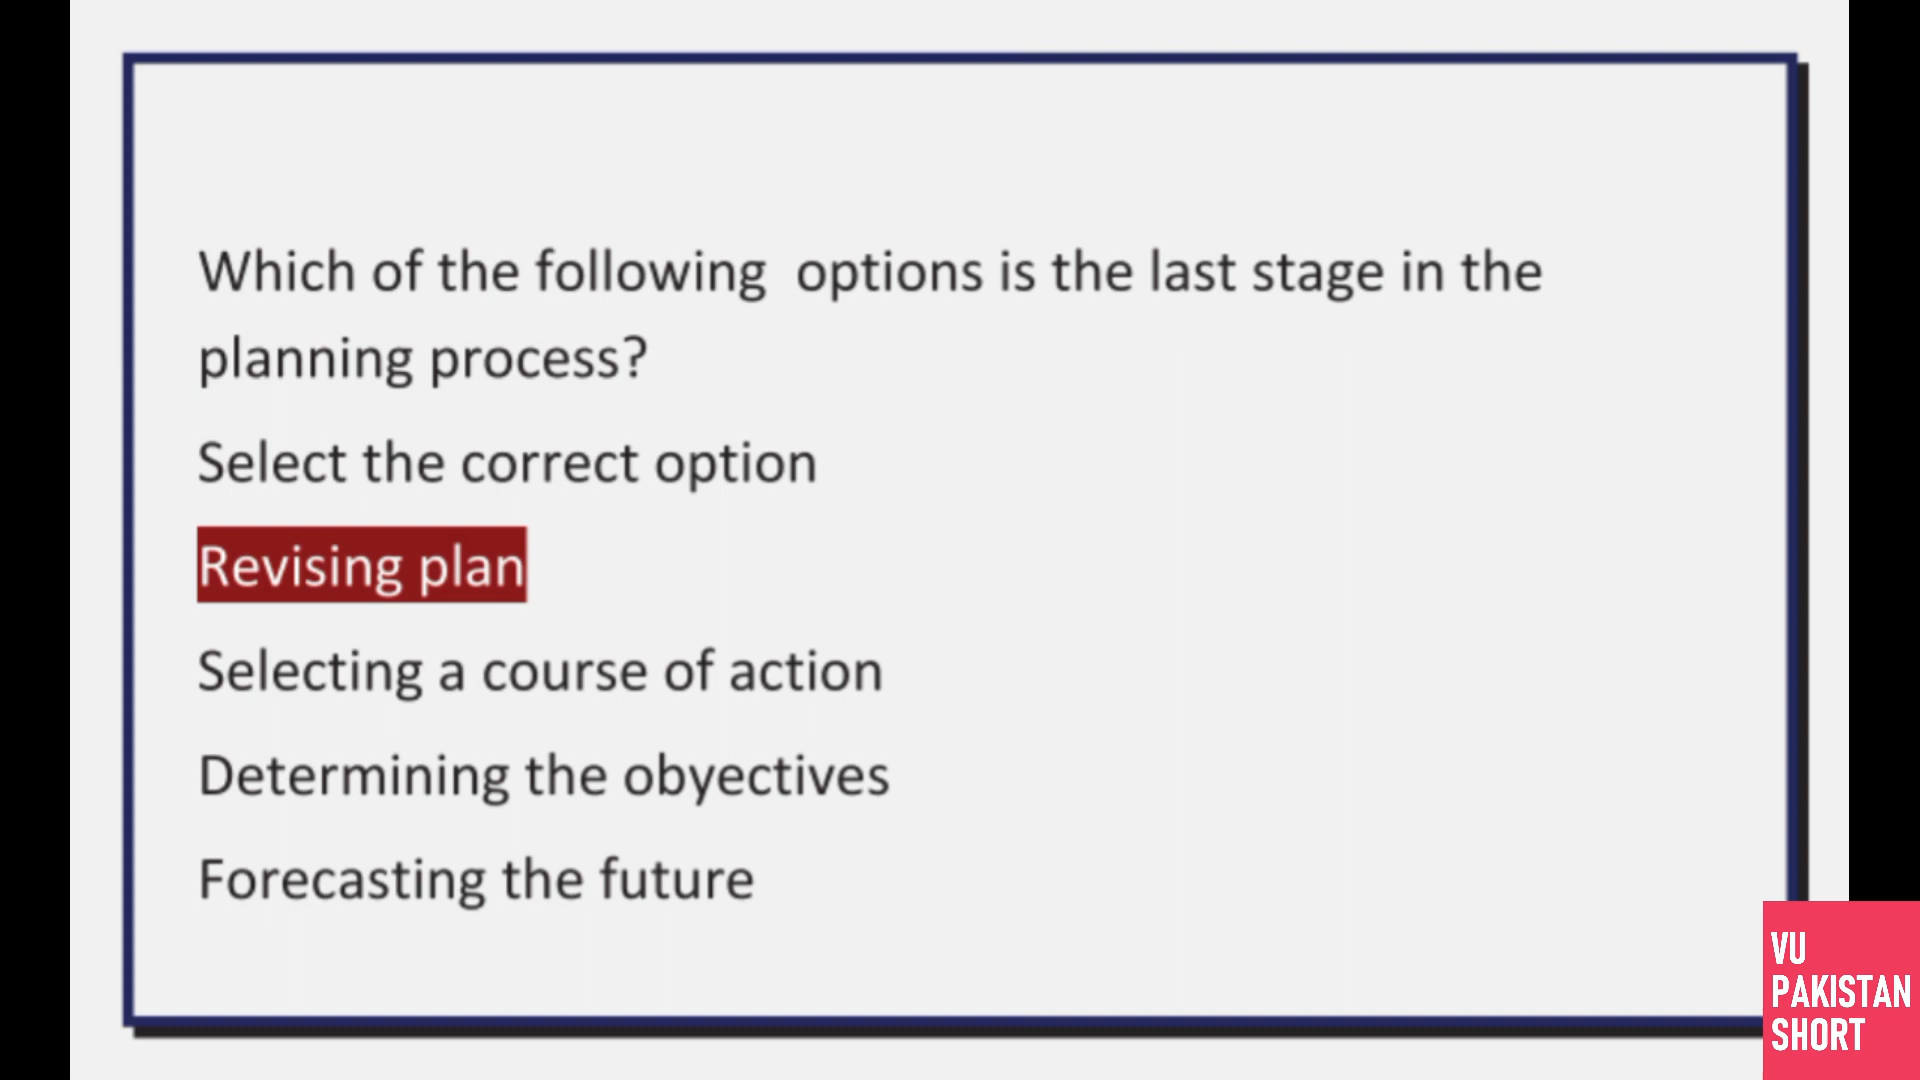 Which of the following  options is the last stage in the
planning process?
Select the correct option
Revising plan
Selecting a course of action
Determining the obyectives
Forecasting the future
VU
PAKISTAN
SHORT